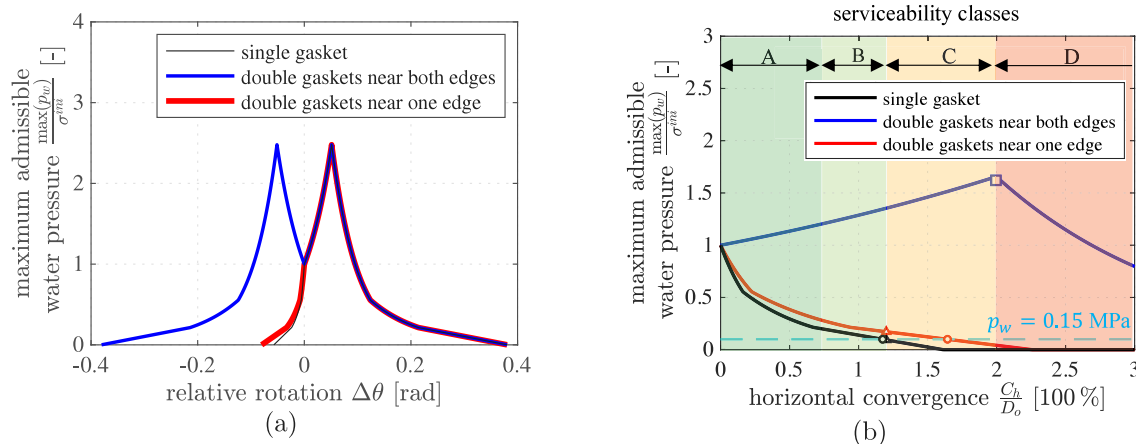 (a)
4
3
2
1
0
-0.4
-0.2
0
0.2
0.4
maximum admissible
water pressure max(p_w)/σ^ini [-]
single gasket
double gaskets near both edges
double gaskets near one edge
relative rotation Δθ [rad]
(a)
serviceability classes
3
2.5
2
1.5
1
0.5
0
0
0.5
1
1.5
2
2.5
3
maximum admissible
water pressure max(p_w)/σ^ini [-]
A B C D
single gasket
double gaskets near both edges
double gaskets near one edge
p_w = 0.15 MPa
horizontal convergence C_h/D_o [100 %]
(b)